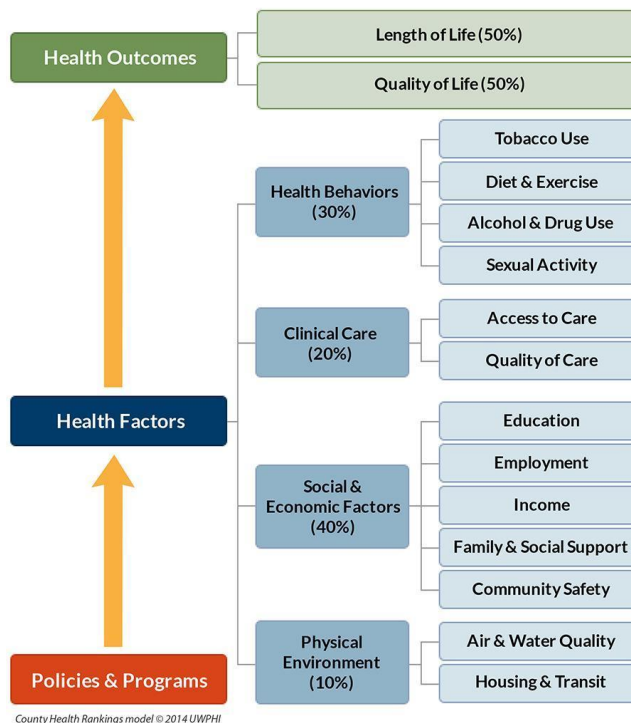 Health Outcomes
Length of Life (50%)
Quality of Life (50%)
Health Factors
Health Behaviors
(30%)
Tobacco Use
Diet & Exercise
Alcohol & Drug Use
Sexual Activity
Clinical Care
(20%)
Access to Care
Quality of Care
Social &
Economic Factors
(40%)
Education
Employment
Income
Family & Social Support
Community Safety
Physical
Environment
(10%)
Air & Water Quality
Housing & Transit
Policies & Programs
County Health Rankings model © 2014 UWPHI